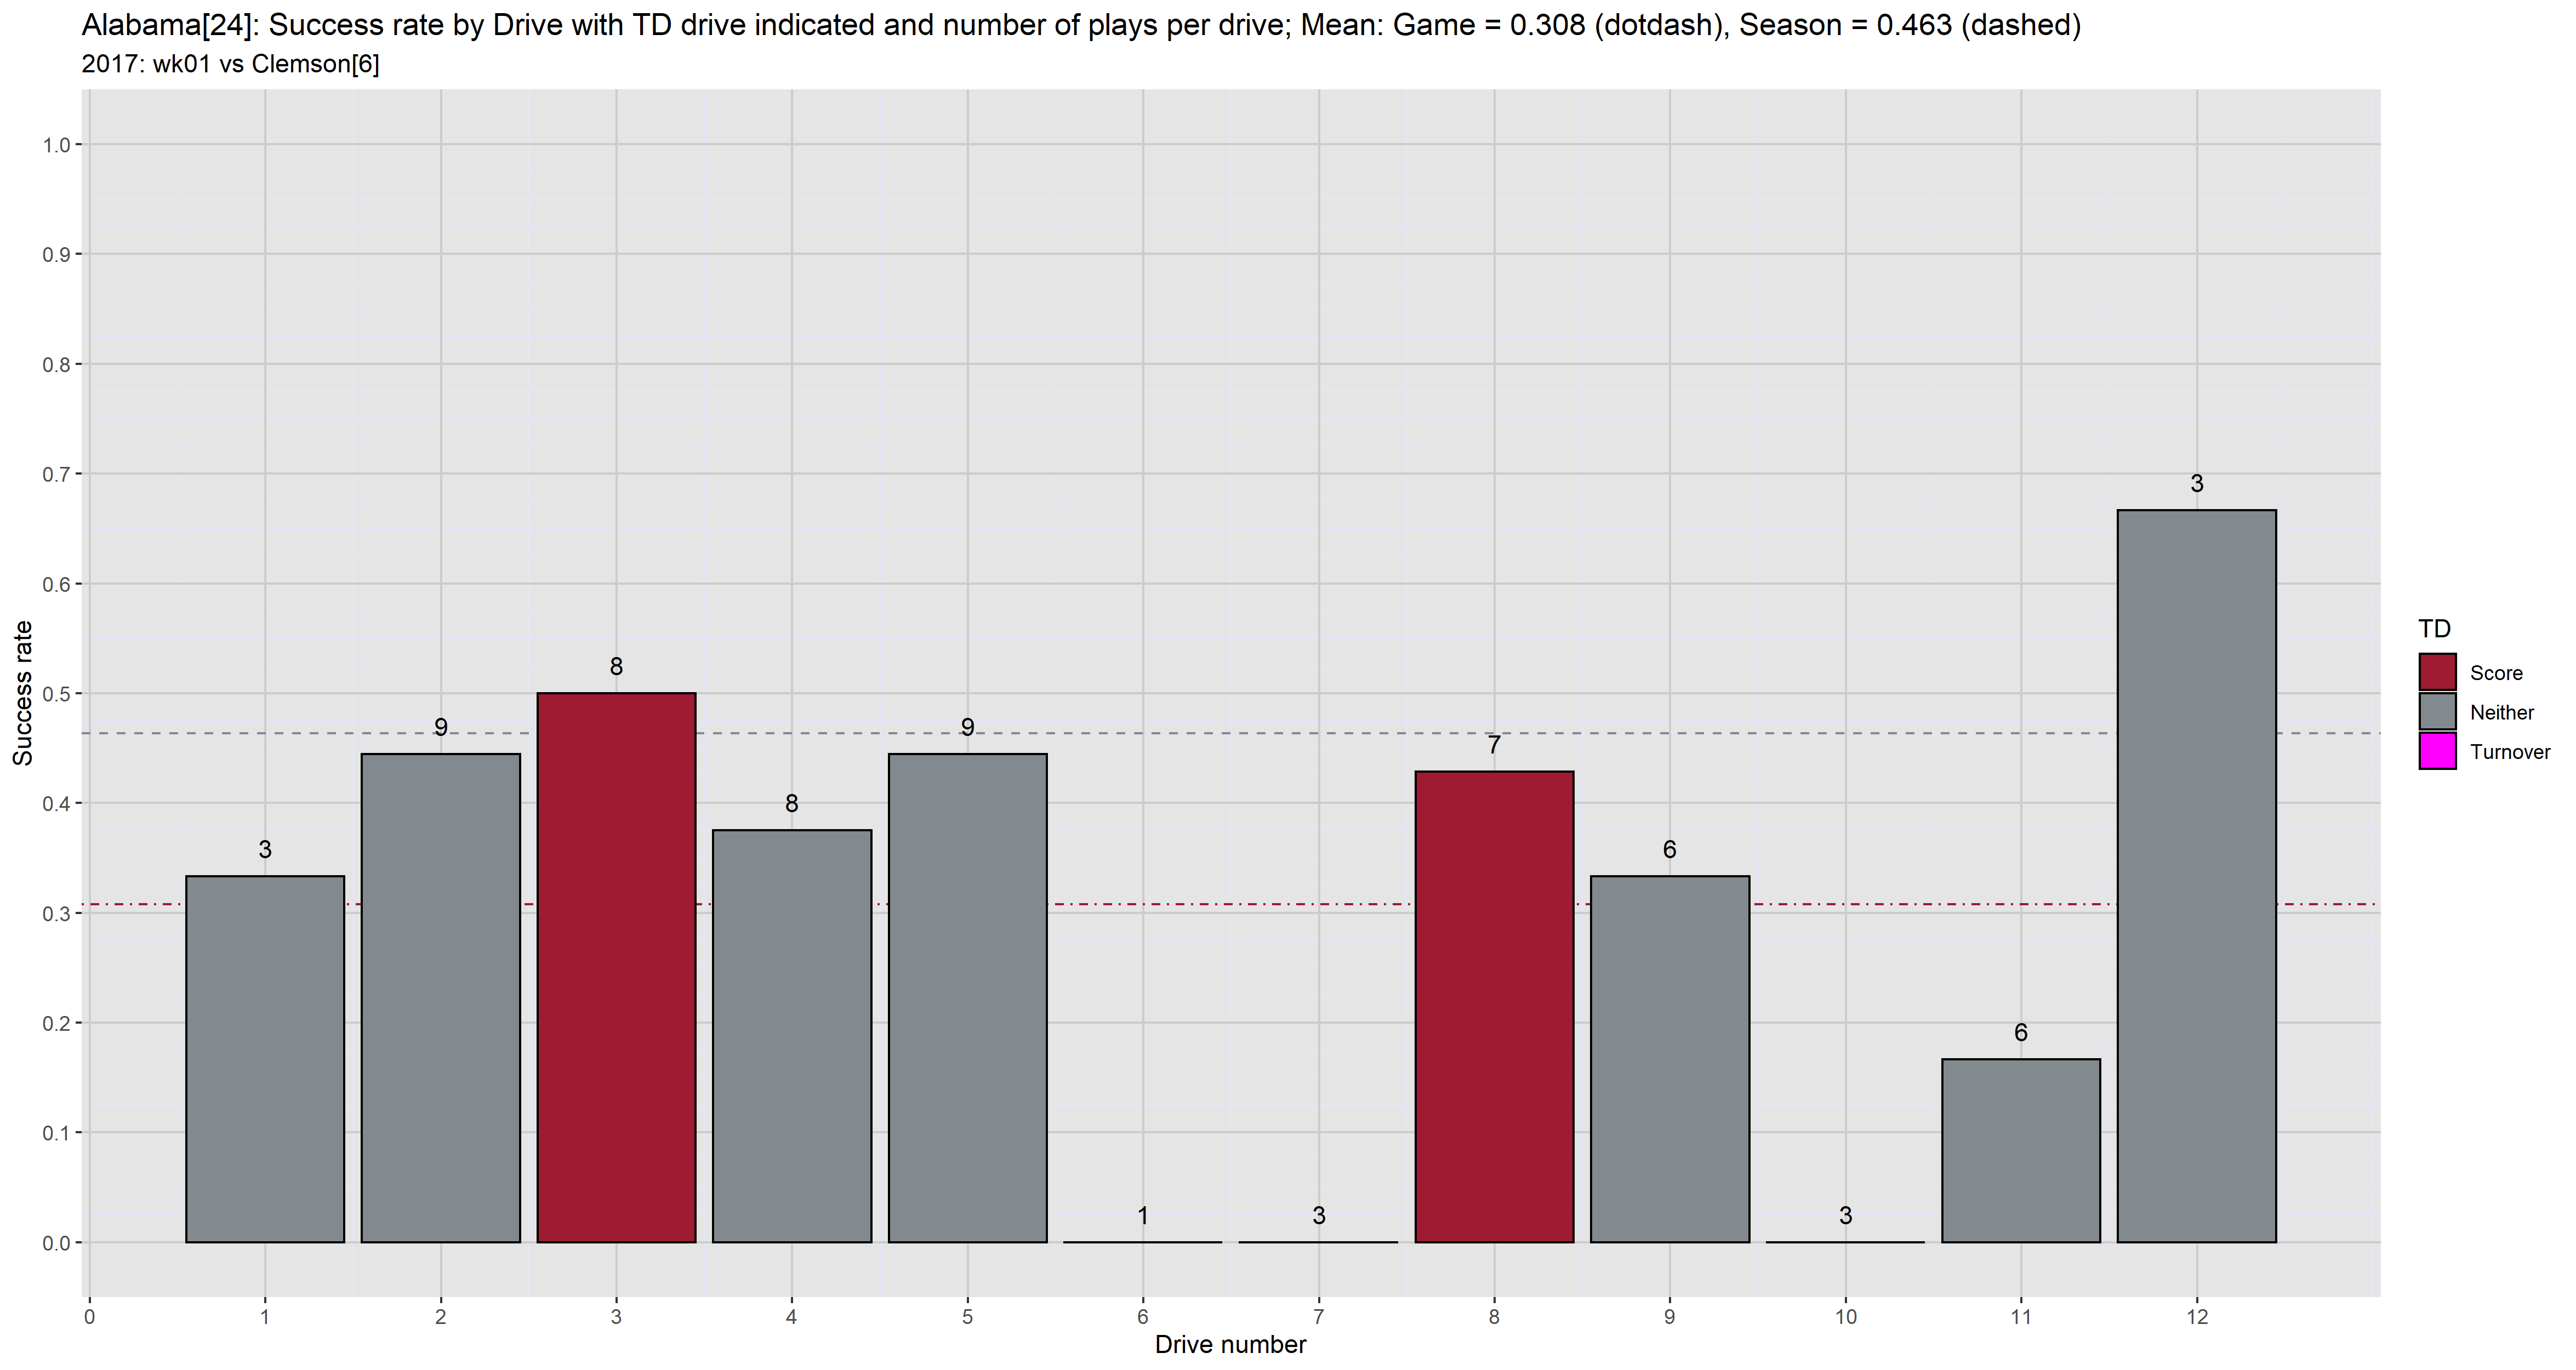 Alabama[24]: Success rate by Drive with TD drive indicated and number of plays per drive; Mean: Game = 0.308 (dotdash), Season = 0.463 (dashed)
2017: wk01 vs Clemson[6]
Success rate
1.0
0.9
0.8
0.7
0.6
0.5
0.4
0.3
0.2
0.1
0.0
3
9
8
8
9
1
3
7
6
3
6
3
0 1 2 3 4 5 6 7 8 9 10 11 12
Drive number
TD
Score
Neither
Turnover